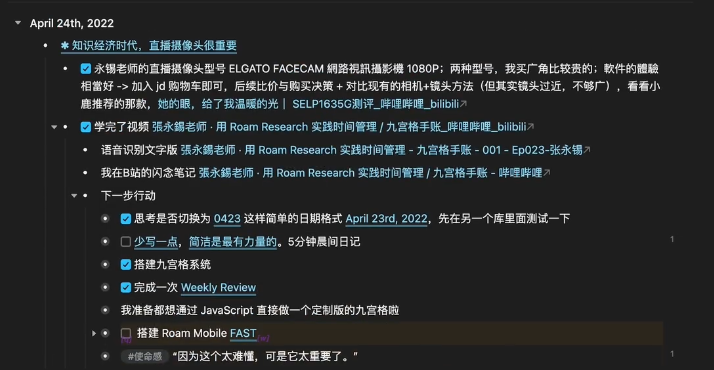 April 24th, 2022
知识经济时代，直播摄像头很重要
永锡老师的直播摄像头型号 ELGATO FACECAM 網路視訊攝影機 1080P；两种型号，我买广角比较贵的；軟件的體驗
相當好 -> 加入 jd 购物车即可，后续比价与购买决策 + 对比现有的相机+镜头方法（但其实镜头过近，不够广），看看小
鹿推荐的那款，她的眼，给了我温暖的光｜ SELP1635G测评_哔哩哔哩_bilibili↗
学完了视频 張永錫老师 · 用 Roam Research 实践时间管理 / 九宫格手账_哔哩哔哩_bilibili↗
语音识别文字版 張永錫老师 · 用 Roam Research 实践时间管理 - 九宫格手账 - 001 - Ep023-张永锡↗
我在B站的闪念笔记 張永錫老师 · 用 Roam Research 实践时间管理 / 九宫格手账 - 哔哩哔哩↗
下一步行动
思考是否切换为 0423 这样简单的日期格式 April 23rd, 2022，先在另一个库里面测试一下
少写一点，简洁是最有力量的。5分钟晨间日记 1
搭建九宫格系统
完成一次 Weekly Review
我准备都想通过 JavaScript 直接做一个定制版的九宫格啦
搭建 Roam Mobile FAST
#使命感 “因为这个太难懂，可是它太重要了。” 1